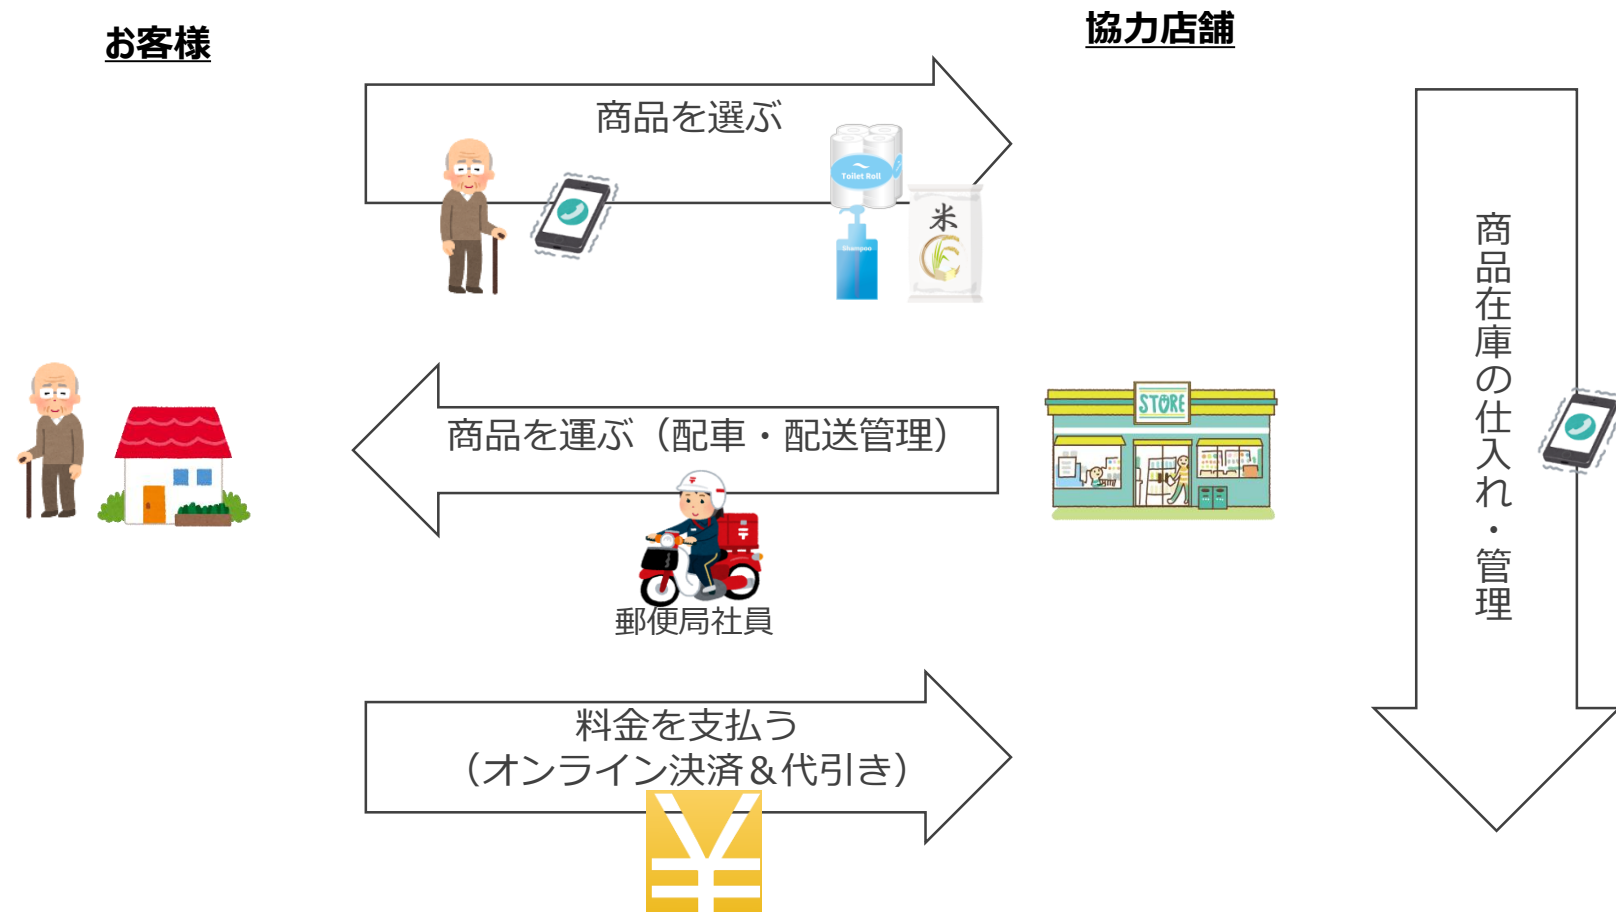 お客様
協力店舗
商品を選ぶ
Toilet Roll
Shampoo
米
商品を運ぶ（配車・配送管理）
STORE
郵便局社員
料金を支払う
（オンライン決済＆代引き）
商品在庫の仕入れ・管理